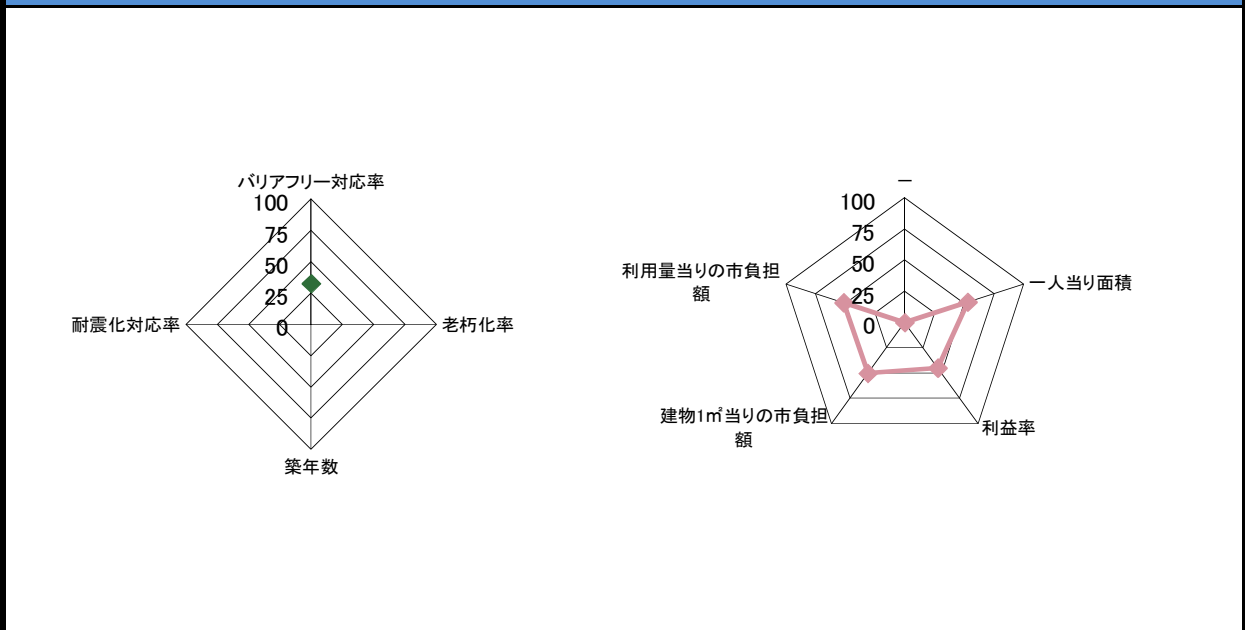 バリアフリー対応率
100
75
50
25
0
耐震化対応率
老朽化率
築年数
－
100
75
50
25
0
利用量当りの市負担
額
一人当り面積
建物1㎡当りの市負担
額
利益率